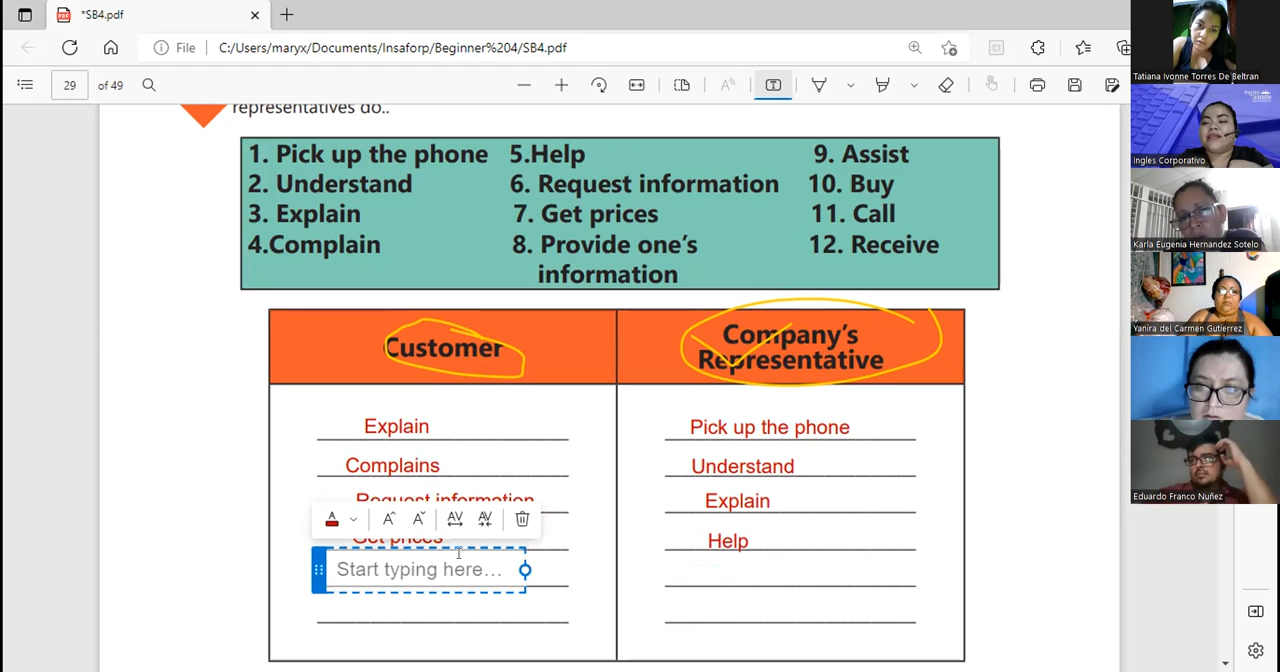 *SB4.pdf
File
C:/Users/maryx/Documents/Insaforp/Beginner%204/SB4.pdf
29 of 49
representatives do..
1. Pick up the phone 5.Help 9. Assist
2. Understand 6. Request information 10. Buy
3. Explain 7. Get prices 11. Call
4.Complain 8. Provide one's 12. Receive
information
Customer
Company's
Representative
Explain Pick up the phone
Complains Understand
Request information Explain
Get prices Help
Start typing here...
Tatiana Ivonne Torres De Beltran
Ingles Corporativo
Karla Eugenia Hernandez Sotelo
Yanira del Carmen Gutierrez
Eduardo Franco Nuñez